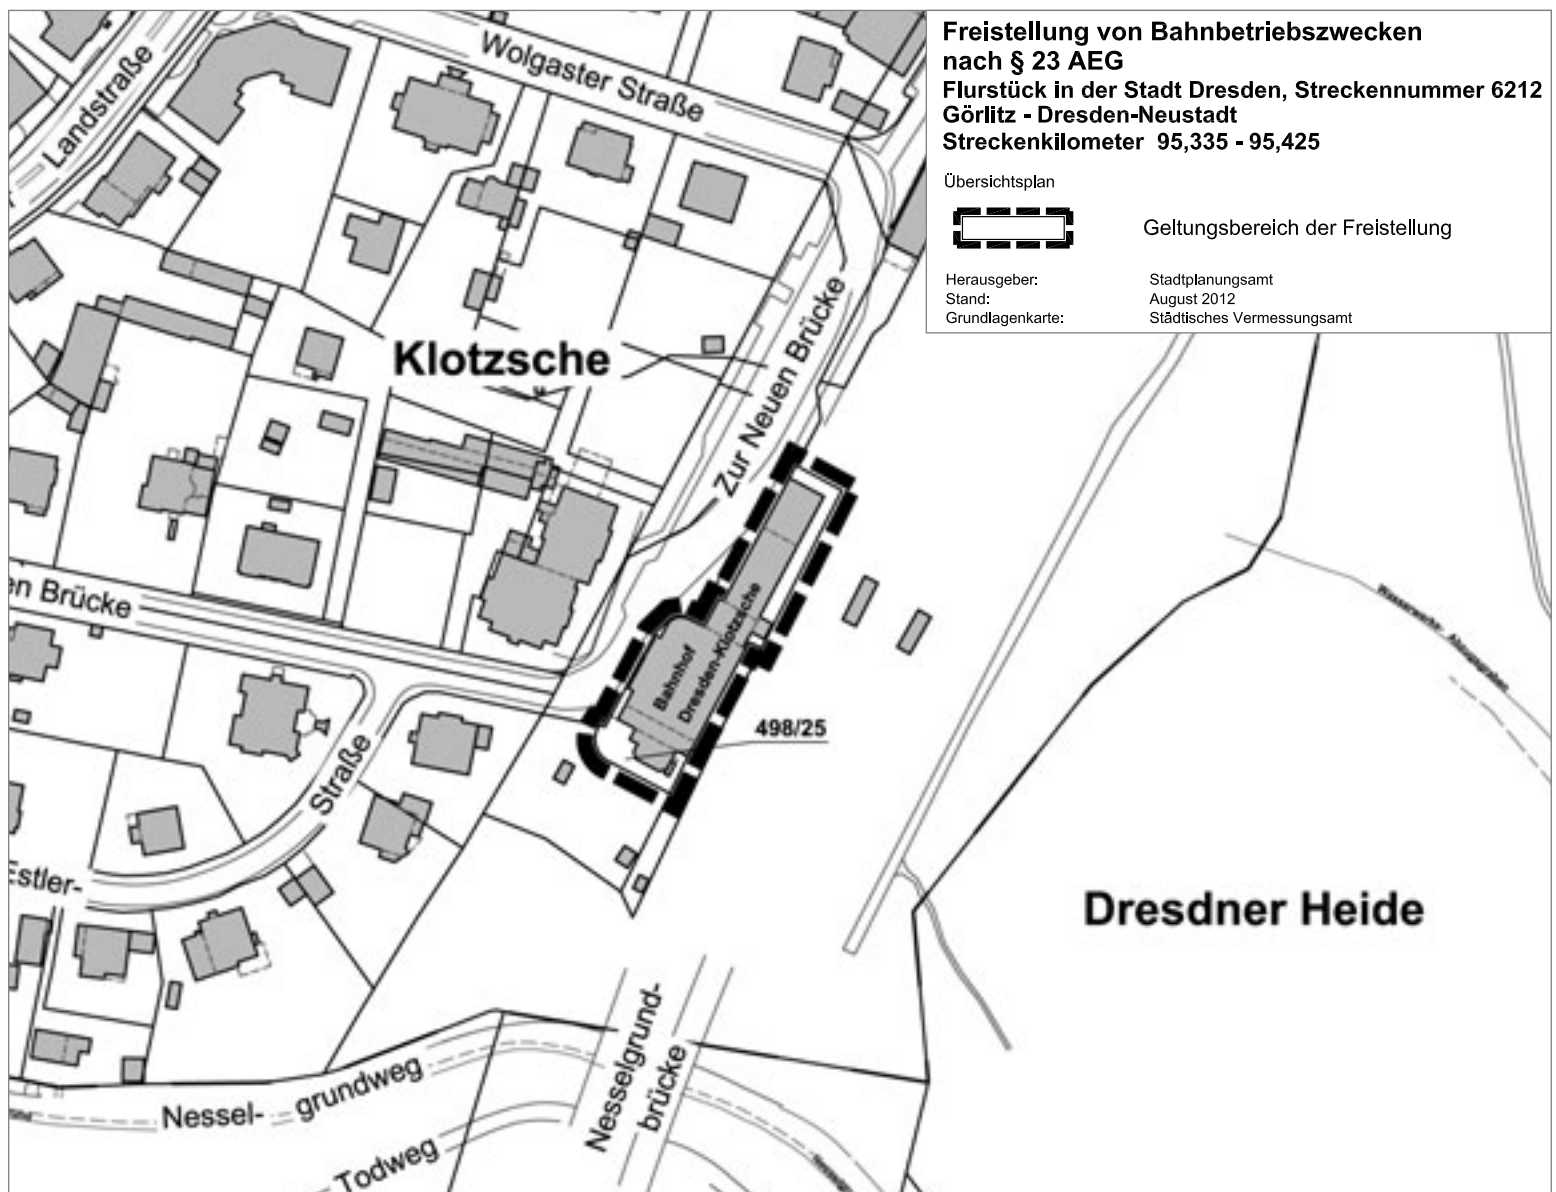 Freistellung von Bahnbetriebszwecken
nach § 23 AEG
Flurstück in der Stadt Dresden, Streckennummer 6212
Görlitz - Dresden-Neustadt
Streckenkilometer 95,335 - 95,425
Übersichtsplan
Geltungsbereich der Freistellung
Herausgeber: Stadtplanungsamt
Stand: August 2012
Grundlagenkarte: Städtisches Vermessungsamt
Landstraße
Wolgaster Straße
Klotzsche
Zur Neuen Brücke
en Brücke
Bahnhof
Dresden-Klotzsche
498/25
Straße
Estler-
Dresdner Heide
Nesselgrund-
brücke
Nessel- grundweg
Todweg